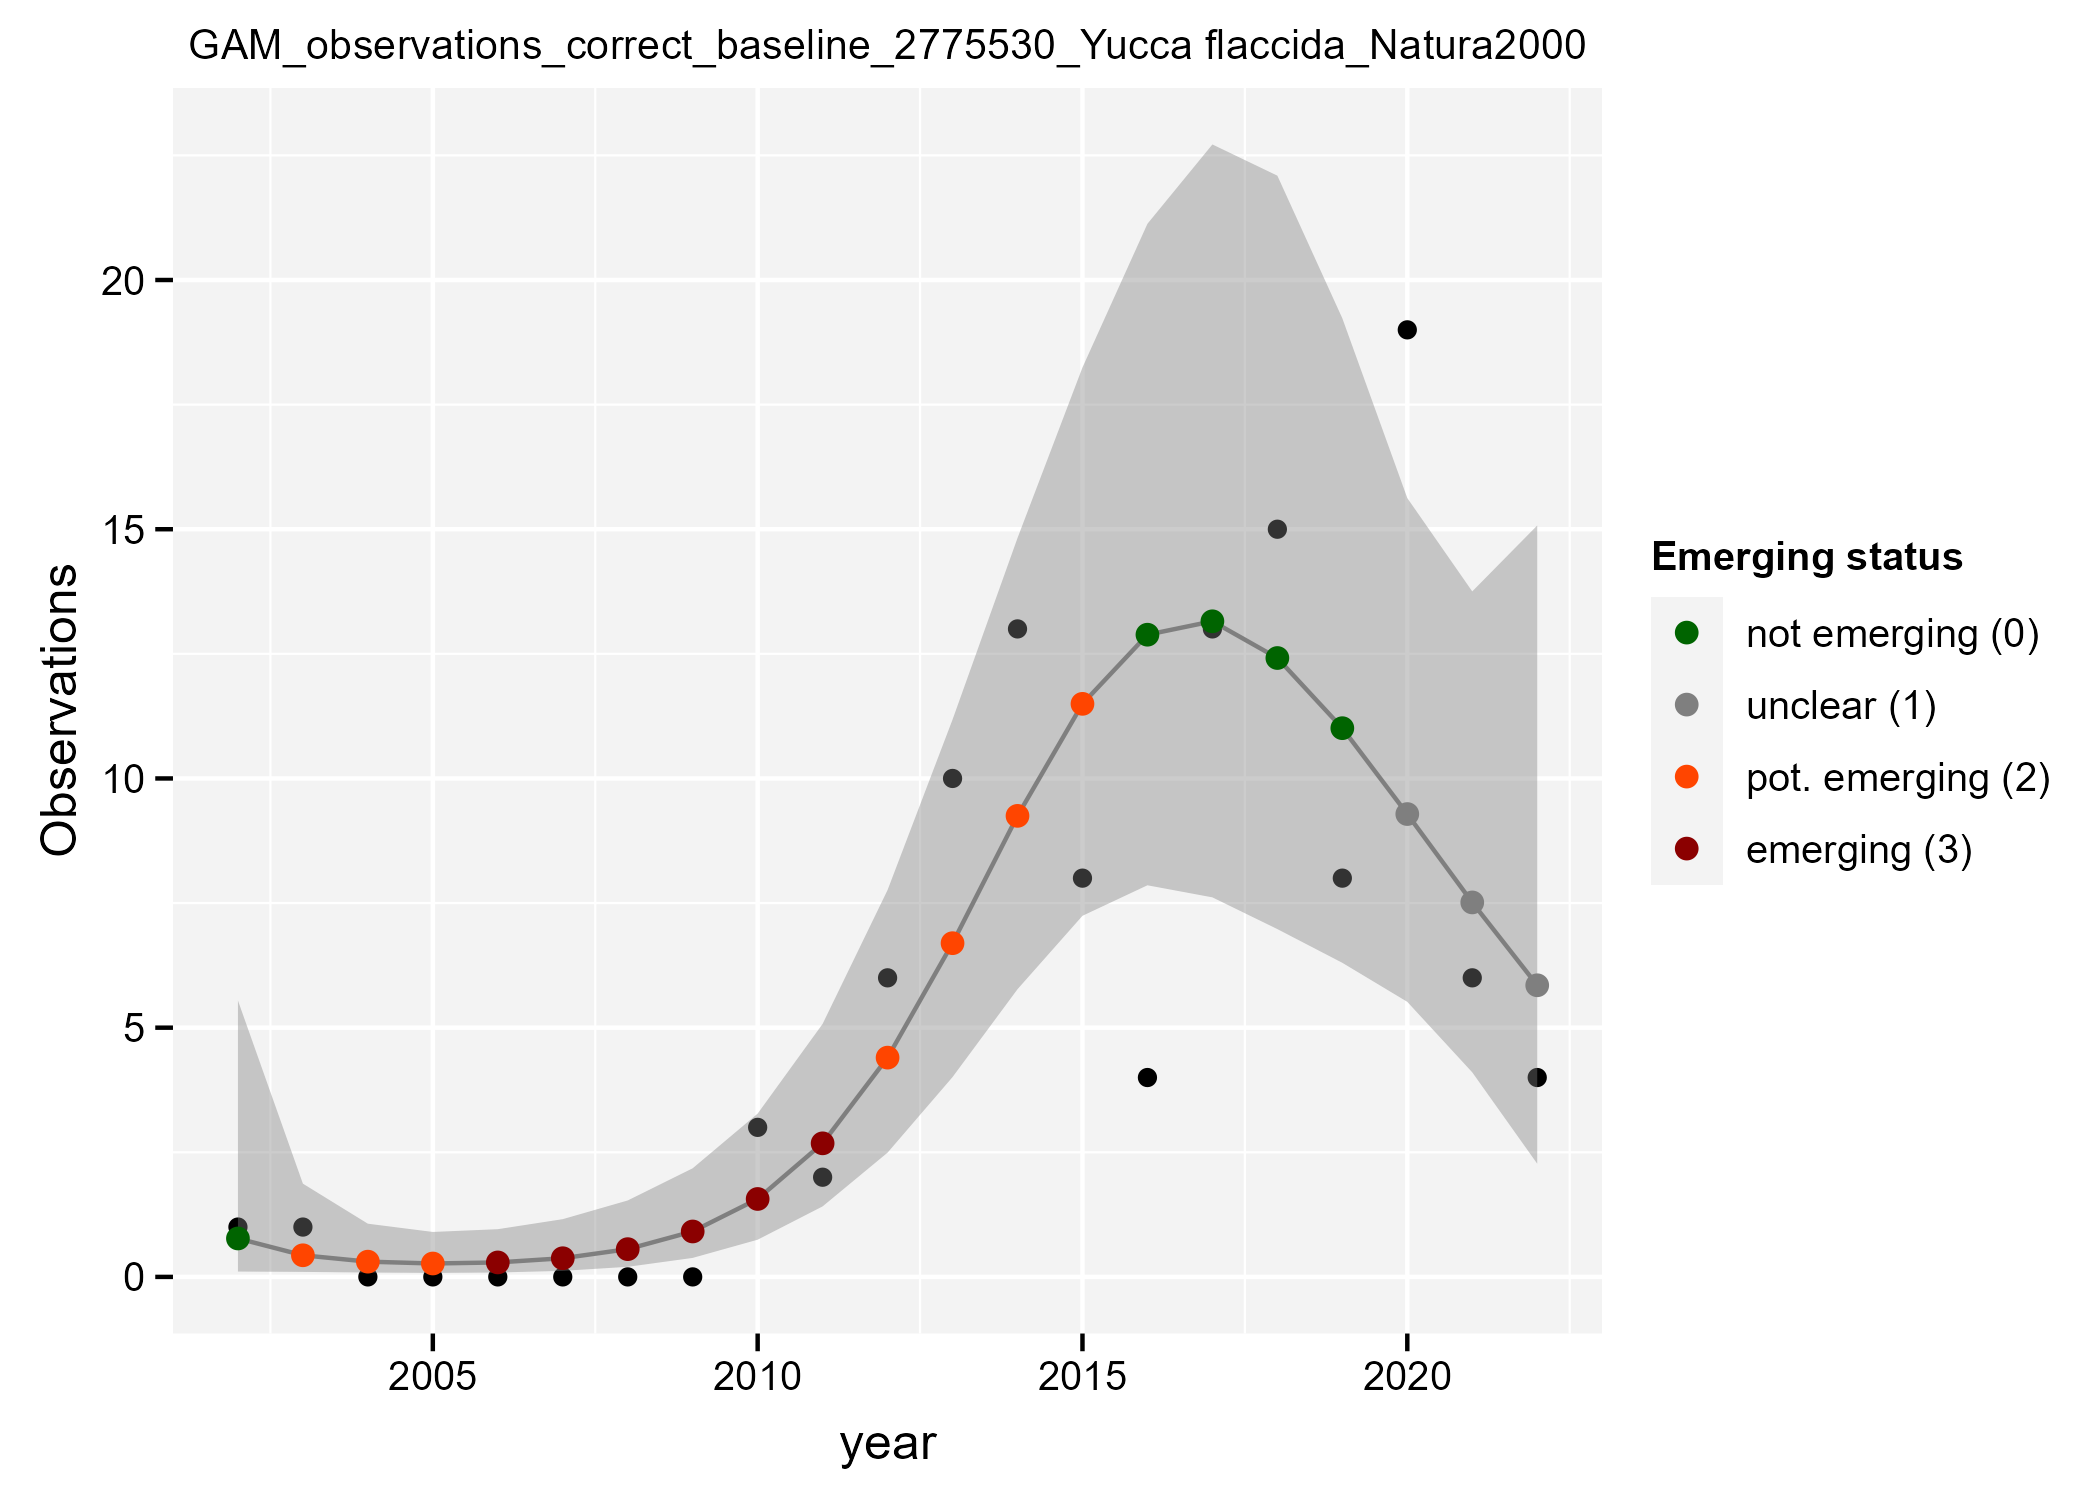 GAM_observations_correct_baseline_2775530_Yucca flaccida_Natura2000
Observations
20
15
10
5
0
2005
2010
2015
2020
year
Emerging status
not emerging (0)
unclear (1)
pot. emerging (2)
emerging (3)